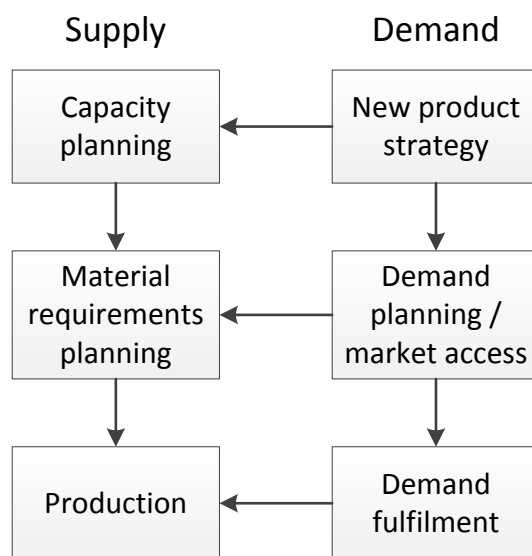 Supply
Demand
Capacity
planning
New product
strategy
Material
requirements
planning
Demand
planning /
market access
Production
Demand
fulfilment